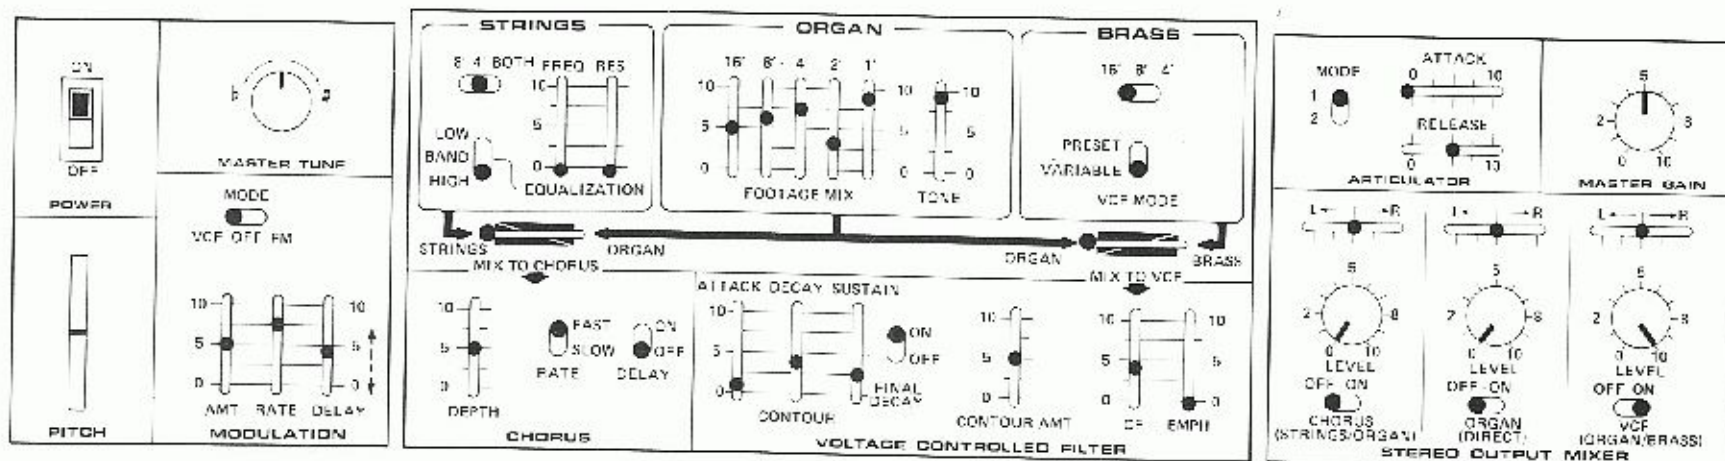 ON
OFF
POWER
PITCH
MASTER TUNE
MODE
VCF OFF FM
10
5
0
10
5
0
AMT RATE DELAY
MODULATION
STRINGS
8' 4' BOTH
FREQ RES
LOW
BAND
HIGH
10
5
0
EQUALIZATION
ORGAN
16' 8' 4 2' 1'
10
5
0
10
5
0
FOOTAGE MIX
10
5
0
TONE
BRASS
16' 8' 4'
PRESET
VARIABLE
VCF MODE
STRINGS
ORGAN
MIX TO CHORUS
ORGAN
BRASS
MIX TO VCF
10
5
0
DEPTH
FAST
SLOW
RATE
ON
OFF
DELAY
CHORUS
ATTACK DECAY SUSTAIN
10
5
0
CONTOUR
ON
OFF
FINAL
DECAY
10
5
0
CONTOUR AMT
10
5
0
10
5
0
CF EMPH
VOLTAGE CONTROLLED FILTER
MODE
1
2
ATTACK
0 10
RELEASE
0 10
ARTICULATOR
5
2 8
0 10
MASTER GAIN
L R
5
2 8
0 10
LEVEL
OFF ON
CHORUS
(STRINGS/ORGAN)
L R
5
2 8
0 10
LEVEL
OFF ON
ORGAN
(DIRECT)
L R
5
2 8
0 10
LEVEL
OFF ON
VCF
(ORGAN/BRASS)
STEREO OUTPUT MIXER